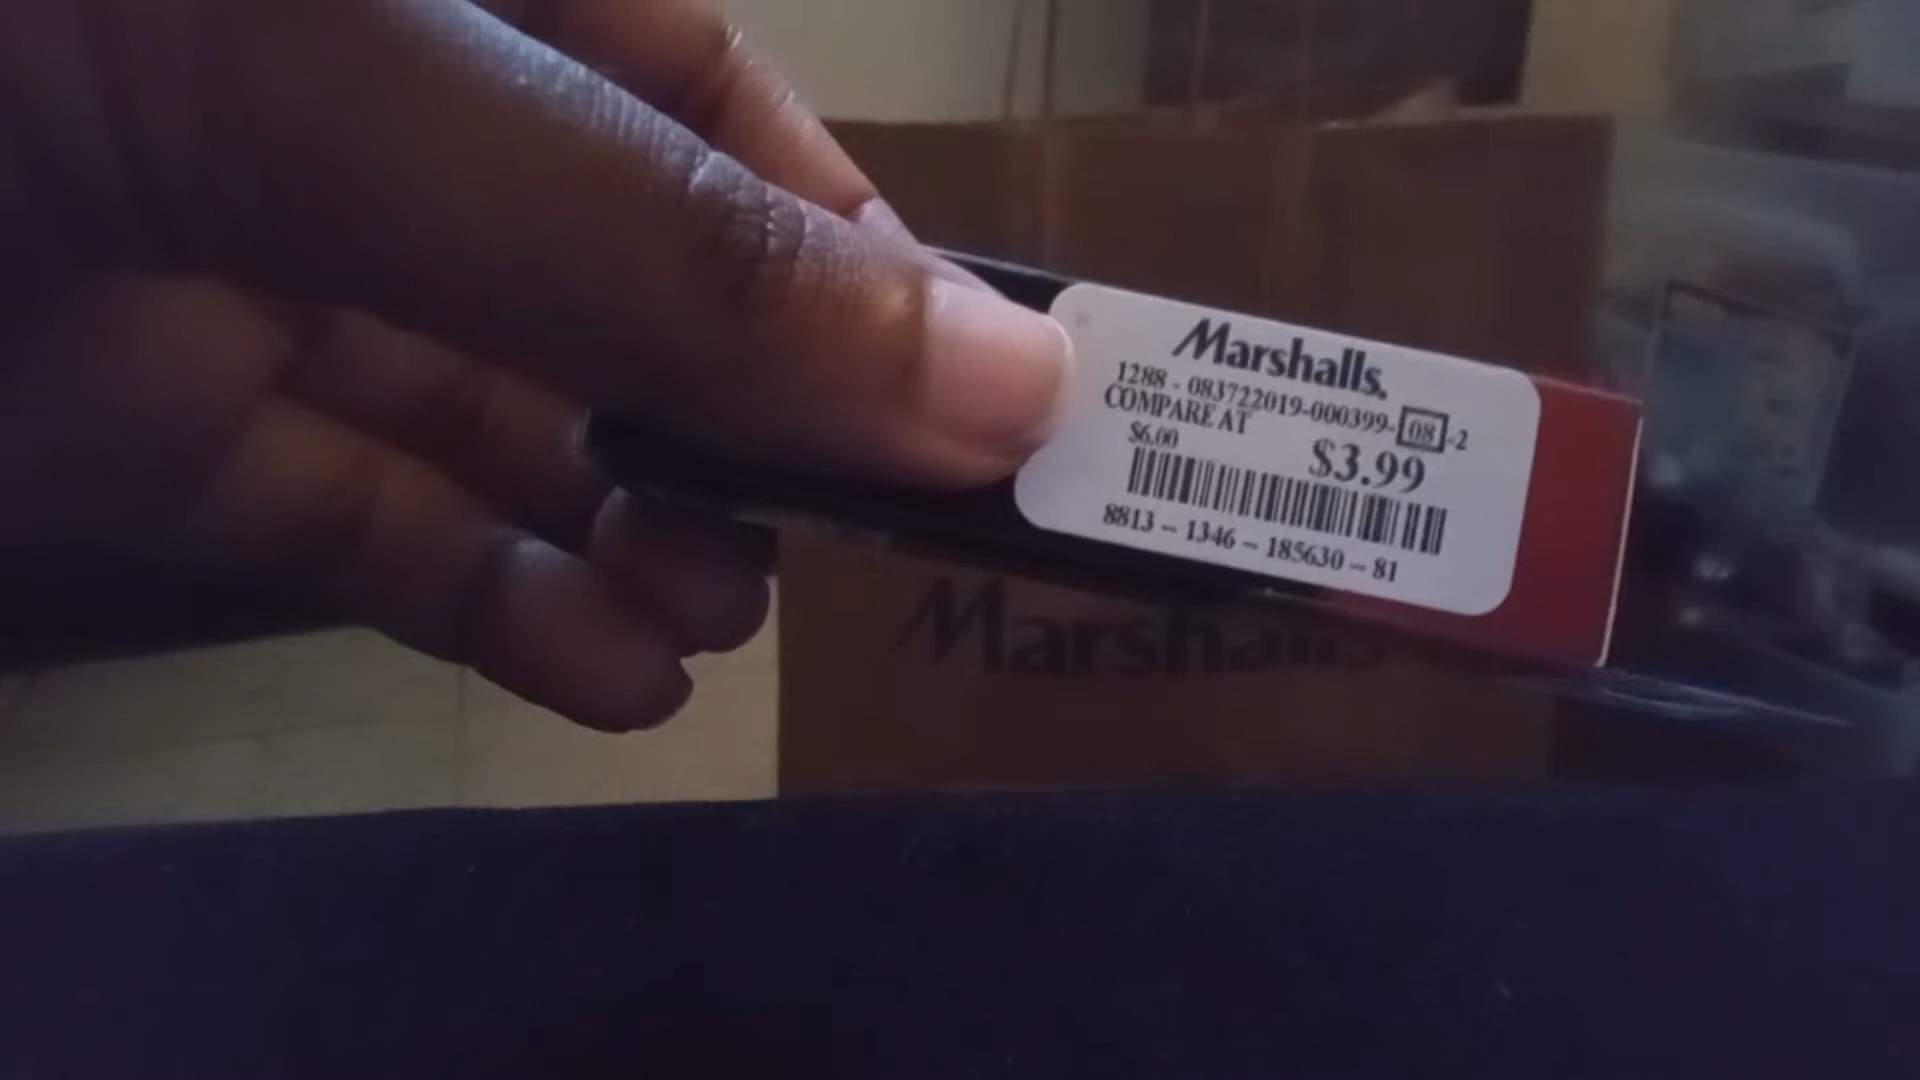 Marshalls.
1288 - 083722019-000399-08-2
COMPARE AT
$6.00
$3.99
8813 - 1346 - 185630 - 81
Marshalls